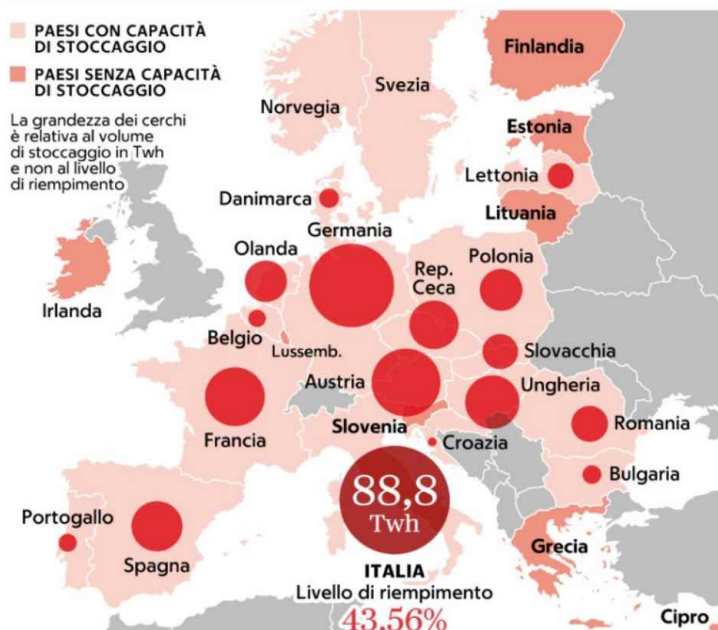 PAESI CON CAPACITÀ
DI STOCCAGGIO
PAESI SENZA CAPACITÀ
DI STOCCAGGIO
La grandezza dei cerchi
è relativa al volume
di stoccaggio in Twh
e non al livello
di riempimento
Finlandia
Svezia
Norvegia
Estonia
Lettonia
Danimarca
Lituania
Germania
Olanda
Polonia
Rep.
Ceca
Irlanda
Belgio
Lussemb.
Slovacchia
Austria
Ungheria
Francia
Slovenia
Croazia
Romania
Bulgaria
88,8
Twh
Portogallo
Spagna
Grecia
ITALIA
Livello di riempimento
43,56%
Cipro